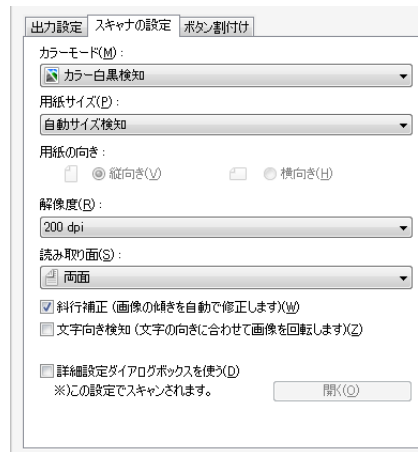 出力設定 スキャナの設定 ボタン割付け
カラーモード(M):
カラー白黒検知
用紙サイズ(P):
自動サイズ検知
用紙の向き:
縦向き(V) 横向き(H)
解像度(R):
200 dpi
読み取り面(S):
両面
斜行補正 (画像の傾きを自動で修正します)(W)
文字向き検知 (文字の向きに合わせて画像を回転します)(Z)
詳細設定ダイアログボックスを使う(D)
※)この設定でスキャンされます。 開く(O)